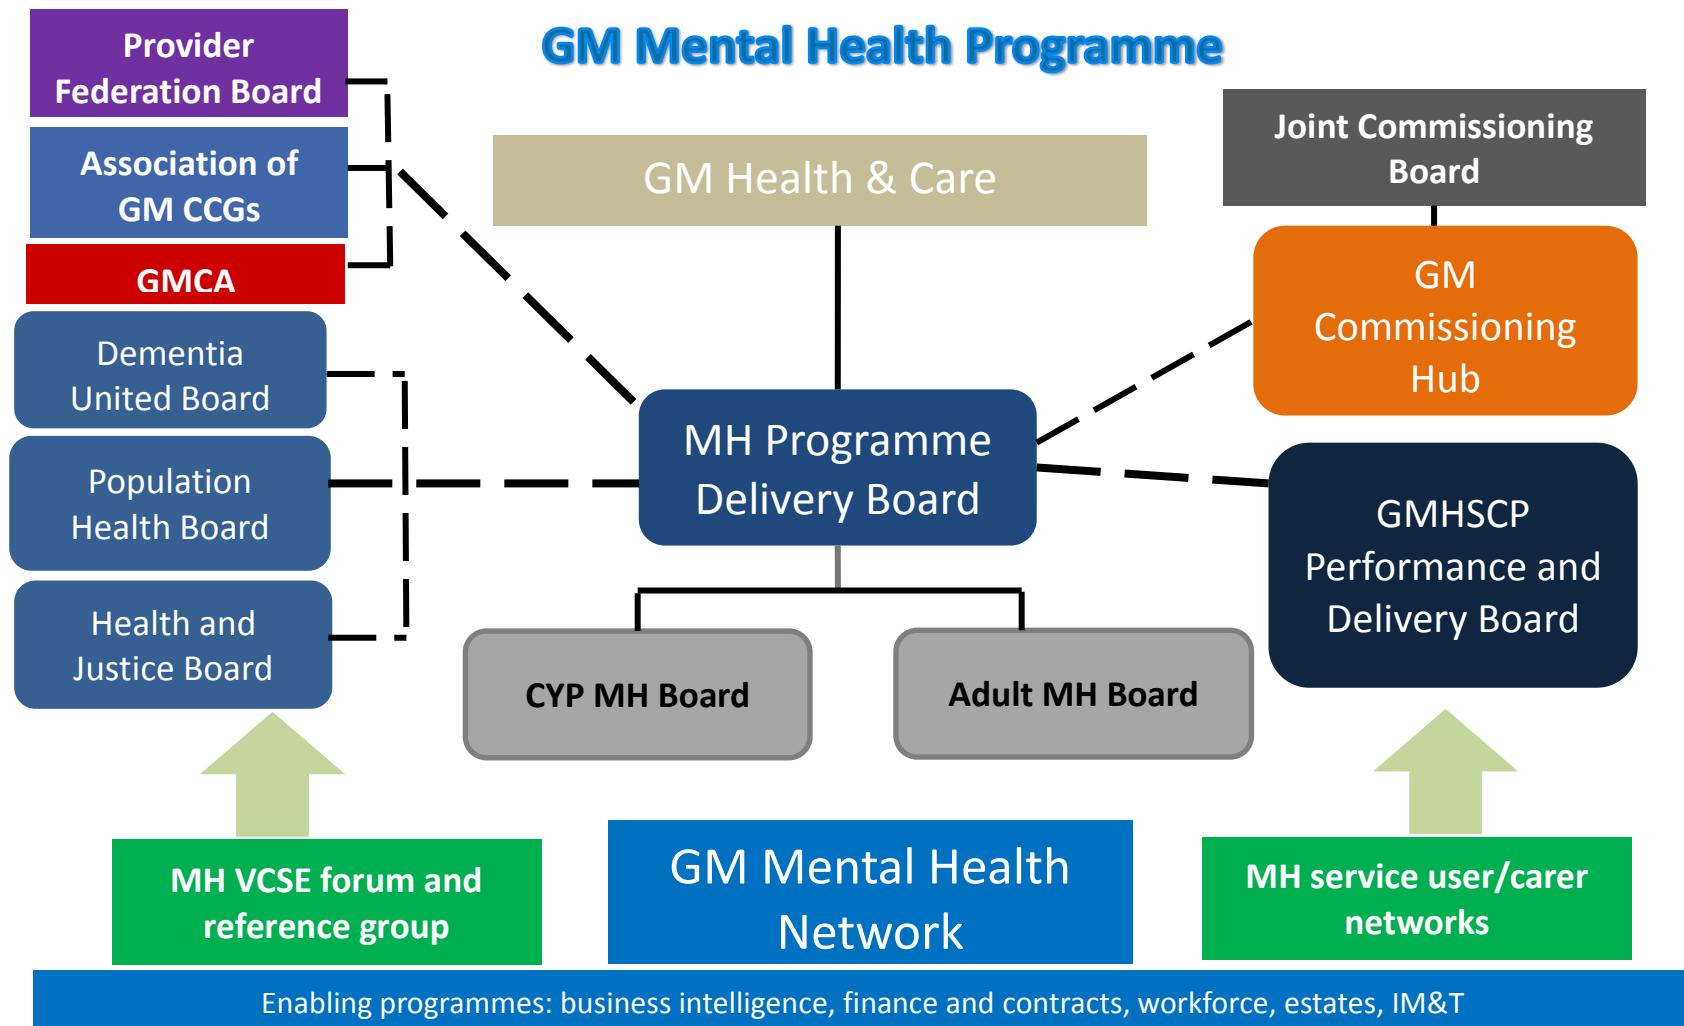 GM Mental Health Programme
Provider
Federation Board
Association of
GM CCGs
GMCA
GM Health & Care
Joint Commissioning
Board
GM
Commissioning
Hub
Dementia
United Board
Population
Health Board
Health and
Justice Board
MH Programme
Delivery Board
GMHSCP
Performance and
Delivery Board
CYP MH Board
Adult MH Board
MH VCSE forum and
reference group
GM Mental Health
Network
MH service user/carer
networks
Enabling programmes: business intelligence, finance and contracts, workforce, estates, IM&T